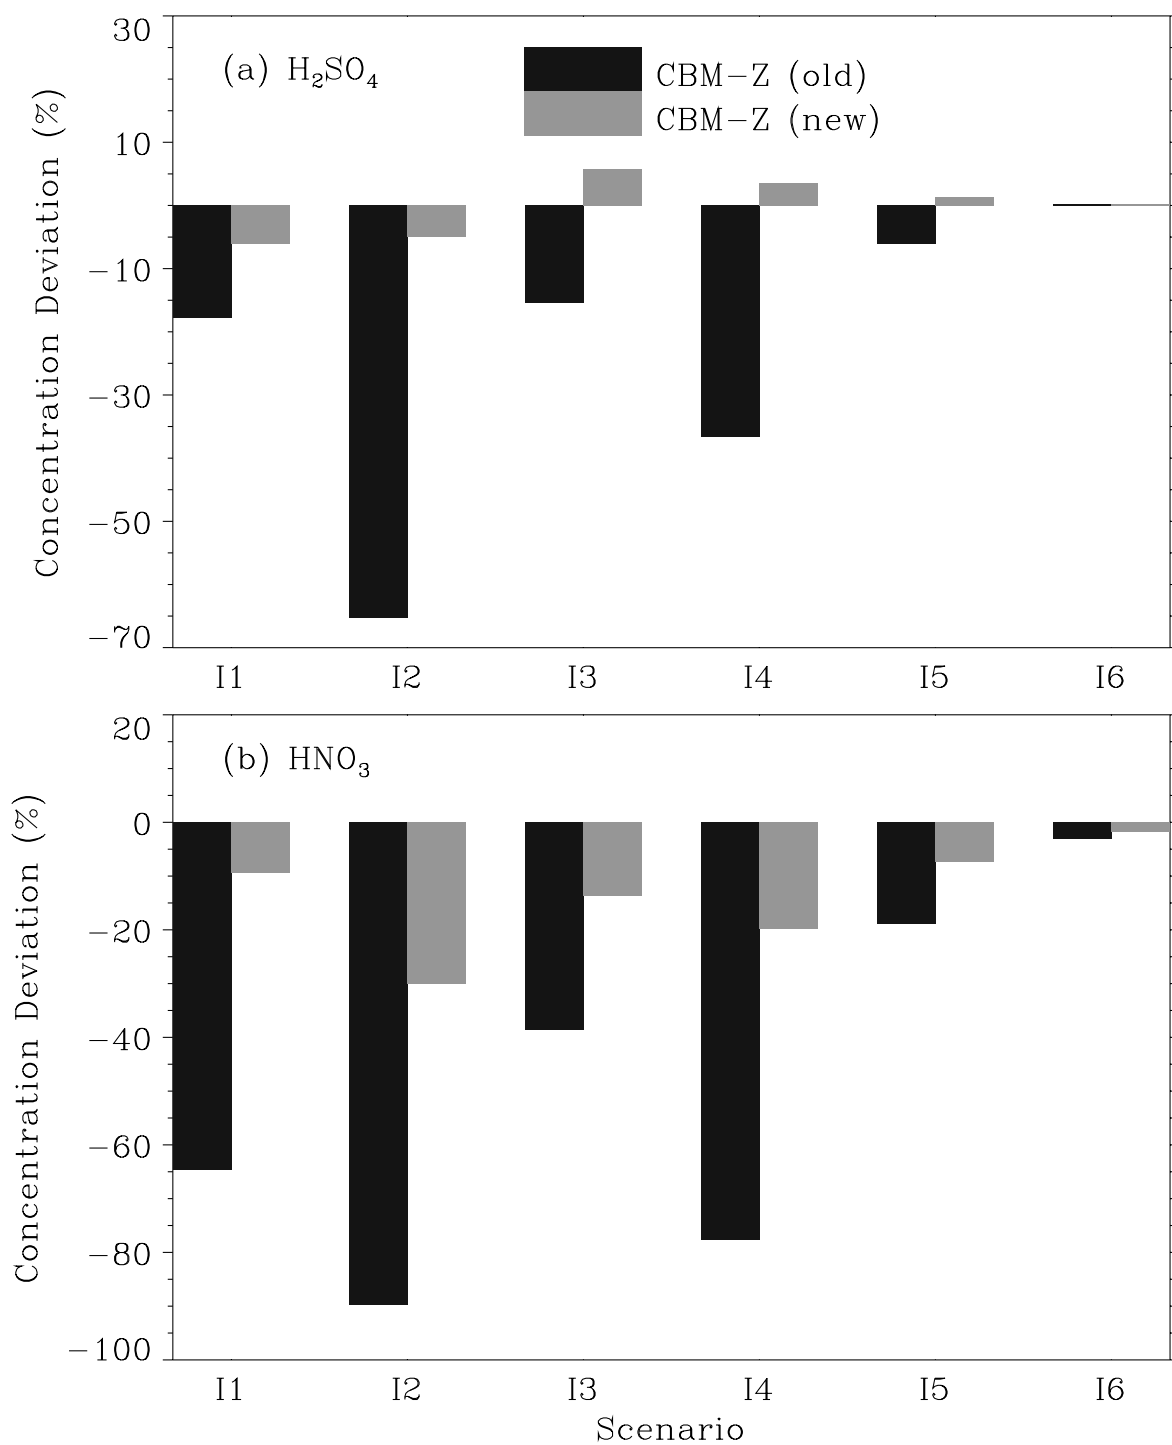 30
(a) H₂SO₄
CBM−Z (old)
CBM−Z (new)
10
−10
−30
−50
−70
Concentration Deviation (%)
I1 I2 I3 I4 I5 I6
20
(b) HNO₃
0
−20
−40
−60
−80
−100
Concentration Deviation (%)
I1 I2 I3 I4 I5 I6
Scenario